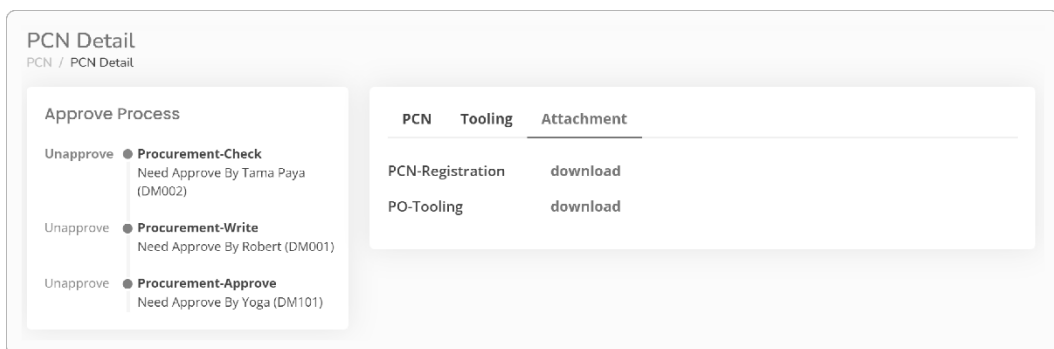 PCN Detail
PCN / PCN Detail
Approve Process
Unapprove Procurement-Check
Need Approve By Tama Paya
(DM002)
Unapprove Procurement-Write
Need Approve By Robert (DM001)
Unapprove Procurement-Approve
Need Approve By Yoga (DM101)
PCN Tooling Attachment
PCN-Registration download
PO-Tooling download